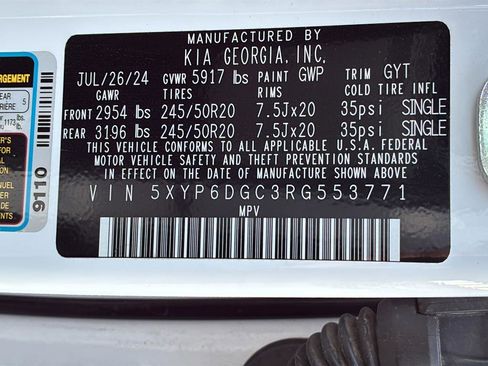 MANUFACTURED BY
KIA GEORGIA, INC.
JUL/26/24 GVWR 5917 lbs PAINT GWP TRIM GYT
GAWR TIRES RIMS COLD TIRE INFL
FRONT 2954 lbs 245/50R20 7.5Jx20 35psi SINGLE
REAR 3196 lbs 245/50R20 7.5Jx20 35psi SINGLE
THIS VEHICLE CONFORMS TO ALL APPLICABLE U.S.A. FEDERAL
MOTOR VEHICLE SAFETY AND THEFT PREVENTION STANDARDS
IN EFFECT ON THE DATE OF MANUFACTURE SHOWN ABOVE.
VIN 5XYP6DGC3RG553771
MPV
5
1173
9110